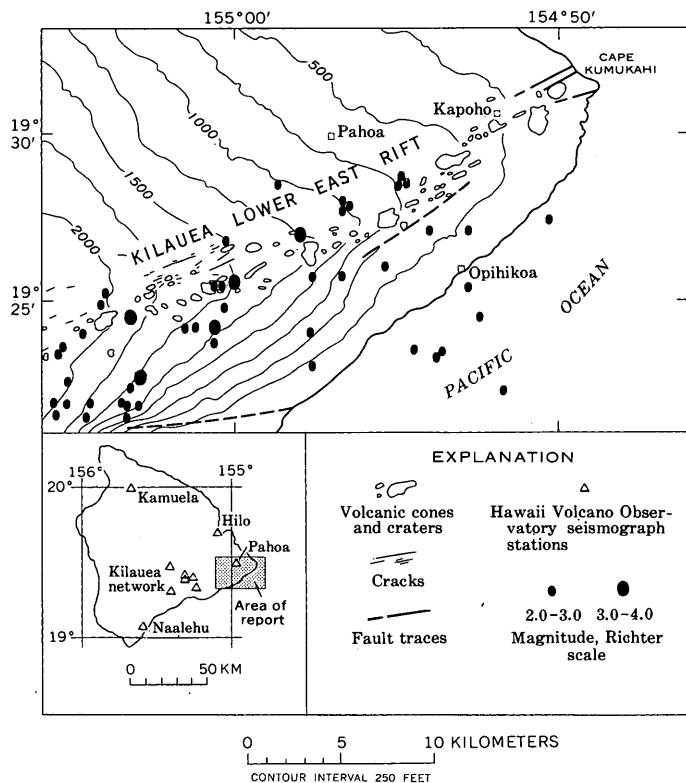 155°00'
154°50'
CAPE
KUMUKAHI
500
Kapoho
19°
30'
Pahoa
1000
KILAUEA LOWER EAST RIFT
1500
2000
Opihikoa
19°
25'
PACIFIC OCEAN
156°
155°
20°
Kamuela
Hilo
Pahoa
Kilauea
network
Area of
report
19°
Naalehu
0 50 KM
EXPLANATION
Volcanic cones
and craters
Hawaii Volcano Obser-
vatory seismograph
stations
Cracks
Fault traces
2.0-3.0 3.0-4.0
Magnitude, Richter
scale
0 5 10 KILOMETERS
CONTOUR INTERVAL 250 FEET